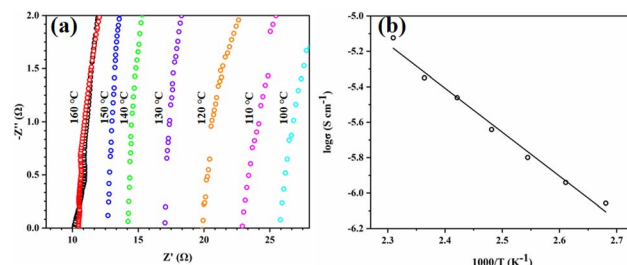 (a)
2.0
1.5
1.0
0.5
0.0
-Z'' (Ω)
160 °C
150 °C
140 °C
130 °C
120 °C
110 °C
100 °C
10 15 20 25
Z' (Ω)
(b)
-5.0
-5.2
-5.4
-5.6
-5.8
-6.0
-6.2
logσ (S cm⁻¹)
2.3 2.4 2.5 2.6 2.7
1000/T (K⁻¹)